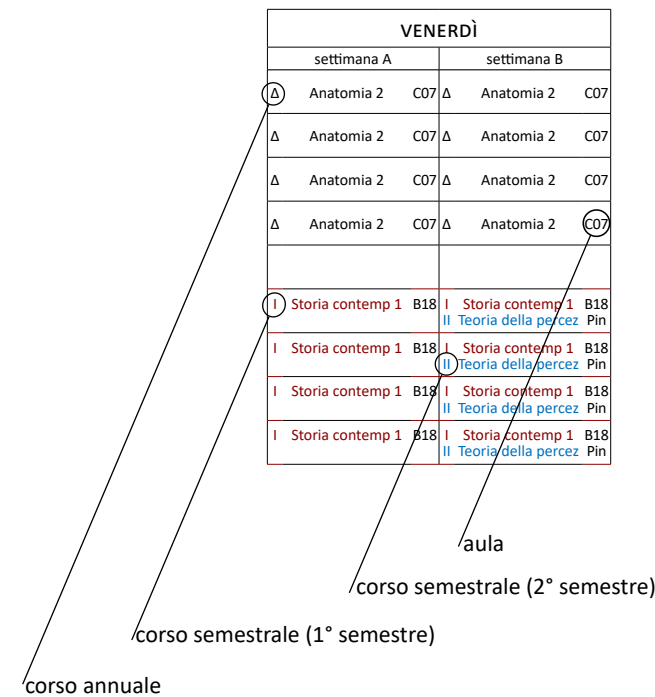 VENERDÌ
settimana A settimana B
Δ Anatomia 2 C07 Δ Anatomia 2 C07
Δ Anatomia 2 C07 Δ Anatomia 2 C07
Δ Anatomia 2 C07 Δ Anatomia 2 C07
Δ Anatomia 2 C07 Δ Anatomia 2 C07
I Storia contemp 1 B18 I Storia contemp 1 B18
II Teoria della percez Pin
I Storia contemp 1 B18 I Storia contemp 1 B18
II Teoria della percez Pin
I Storia contemp 1 B18 I Storia contemp 1 B18
II Teoria della percez Pin
I Storia contemp 1 B18 I Storia contemp 1 B18
II Teoria della percez Pin
aula
corso semestrale (2° semestre)
corso semestrale (1° semestre)
corso annuale